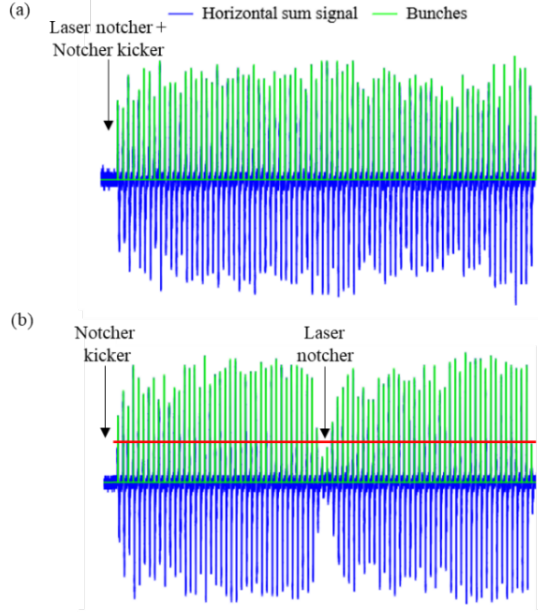 (a)
Horizontal sum signal
Bunches
Laser notcher +
Notcher kicker
(b)
Notcher
kicker
Laser
notcher